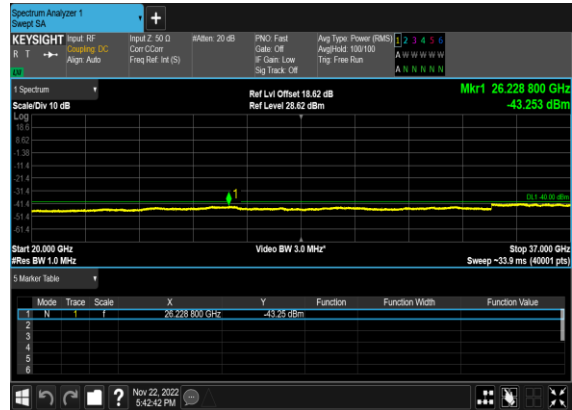 Spectrum Analyzer 1
Swept SA
+
KEYSIGHT Input: RF Input Z: 50 Ω #Atten: 20 dB PNO: Fast Avg Type: Power (RMS) 1 2 3 4 5 6
R T Coupling: DC Corr CCorr Gate: Off Avg|Hold: 100/100 A W W W W W
Align: Auto Freq Ref: Int (S) IF Gain: Low Trig: Free Run A N N N N N
Sig Track: Off
1 Spectrum Ref Lvl Offset 18.62 dB Mkr1 26.228 800 GHz
Scale/Div 10 dB Ref Level 28.62 dBm -43.253 dBm
Log
18.6
8.62
-1.38
-11.4
-21.4
-31.4
1
DL1 -40.00 dBm
-41.4
-51.4
-61.4
Start 20.000 GHz Video BW 3.0 MHz* Stop 37.000 GHz
#Res BW 1.0 MHz Sweep ~33.9 ms (40001 pts)
5 Marker Table
Mode Trace Scale X Y Function Function Width Function Value
1 N 1 f 26.228 800 GHz -43.25 dBm
2
3
4
5
6
? Nov 22, 2022
5:42:42 PM